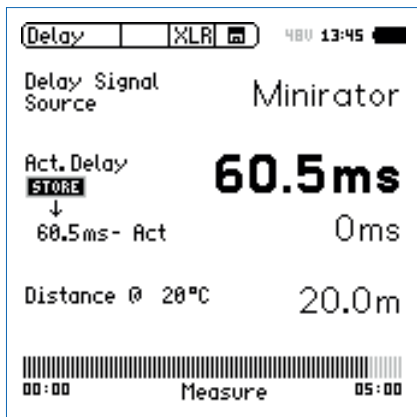 Delay XLR 48V 13:45
Delay Signal
Source
Minirator
Act. Delay
60.5ms
STORE
60.5ms- Act
0ms
Distance @ 20°C
20.0m
00:00 Measure 05:00